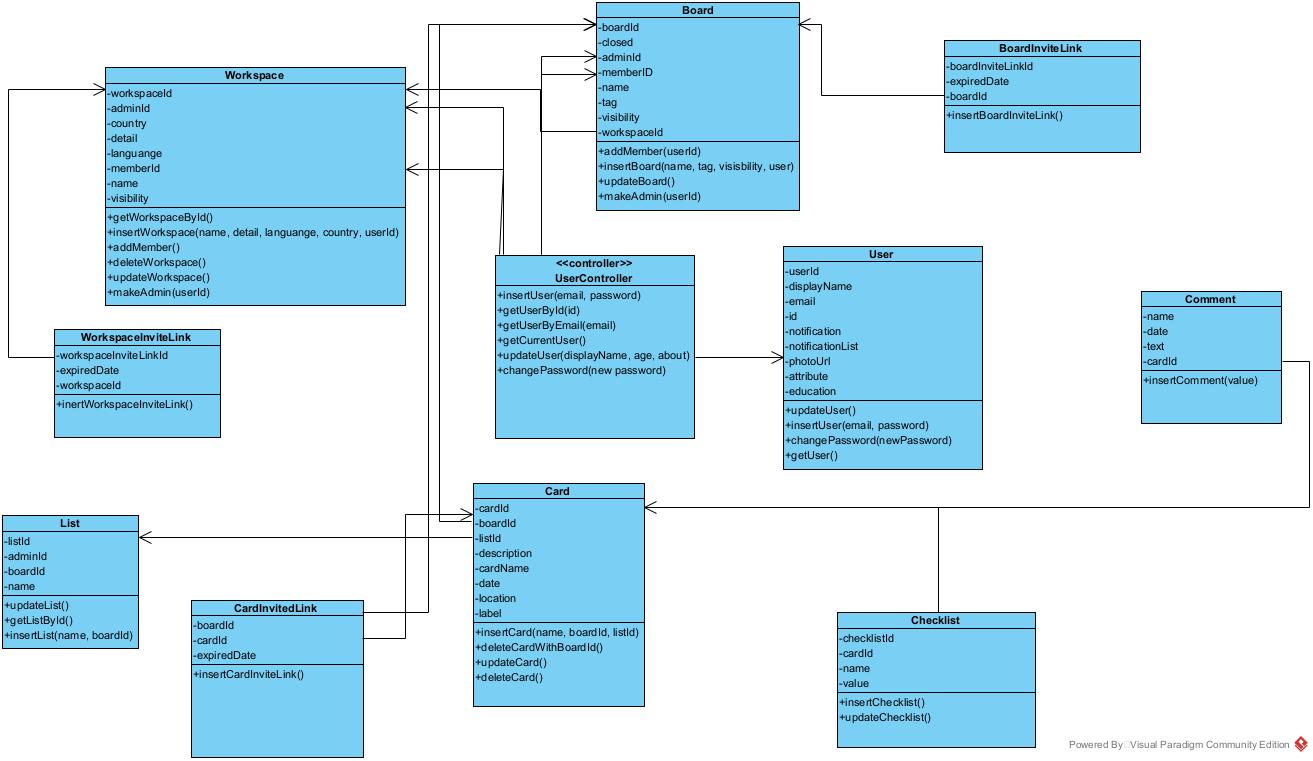 Board
-boardId
-closed
-adminId
-memberID
-name
-tag
-visibility
-workspaceId
+addMember(userId)
+insertBoard(name, tag, visisbility, user)
+updateBoard()
+makeAdmin(userId)
BoardInviteLink
-boardInviteLinkId
-expiredDate
-boardId
+insertBoardInviteLink()
Workspace
-workspaceId
-adminId
-country
-detail
-languange
-memberId
-name
-visibility
+getWorkspaceById()
+insertWorkspace(name, detail, languange, country, userId)
+addMember()
+deleteWorkspace()
+updateWorkspace()
+makeAdmin(userId)
<<controller>>
UserController
+insertUser(email, password)
+getUserById(id)
+getUserByEmail(email)
+getCurrentUser()
+updateUser(displayName, age, about)
+changePassword(new password)
User
-userId
-displayName
-email
-id
-notification
-notificationList
-photoUrl
-attribute
-education
+updateUser()
+insertUser(email, password)
+changePassword(newPassword)
+getUser()
Comment
-name
-date
-text
-cardId
+insertComment(value)
WorkspaceInviteLink
-workspaceInviteLinkId
-expiredDate
-workspaceId
+inertWorkspaceInviteLink()
List
-listId
-adminId
-boardId
-name
+updateList()
+getListById()
+insertList(name, boardId)
CardInvitedLink
-boardId
-cardId
-expiredDate
+insertCardInviteLink()
Card
-cardId
-boardId
-listId
-description
-cardName
-date
-location
-label
+insertCard(name, boardId, listId)
+deleteCardWithBoardId()
+updateCard()
+deleteCard()
Checklist
-checklistId
-cardId
-name
-value
+insertChecklist()
+updateChecklist()
Powered By Visual Paradigm Community Edition